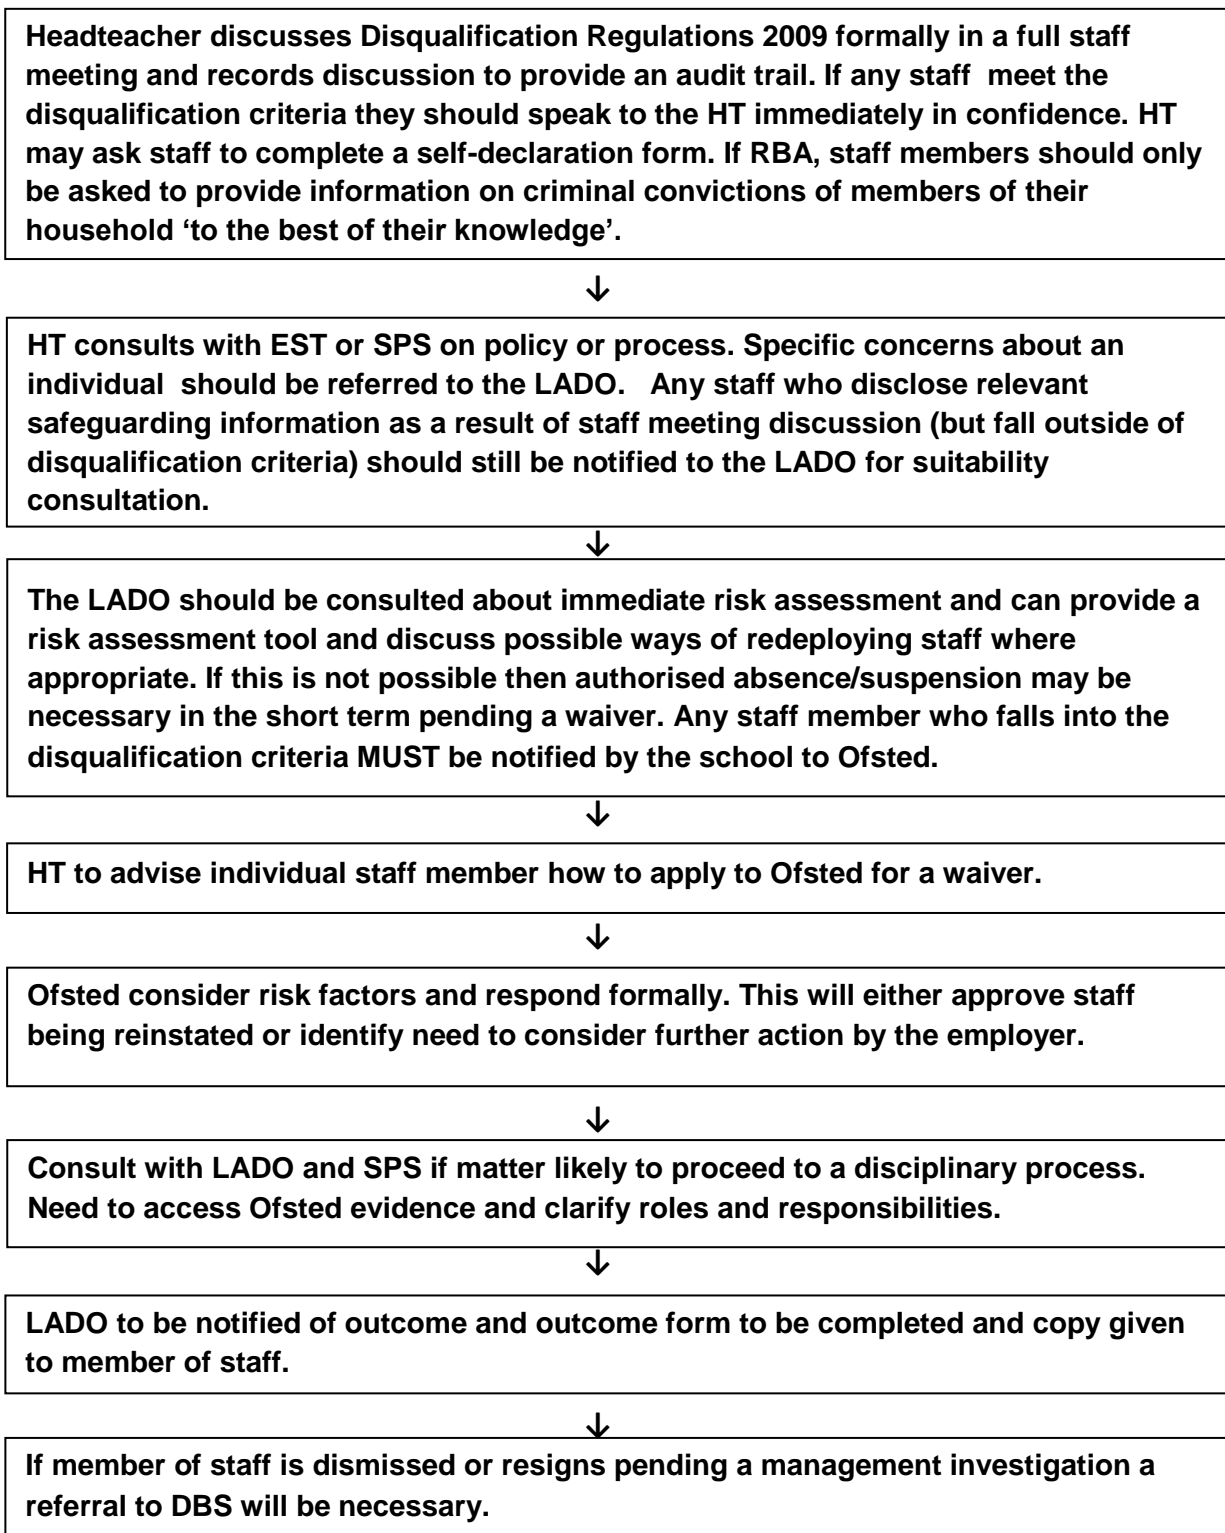 Headteacher discusses Disqualification Regulations 2009 formally in a full staff
meeting and records discussion to provide an audit trail. If any staff  meet the
disqualification criteria they should speak to the HT immediately in confidence. HT
may ask staff to complete a self-declaration form. If RBA, staff members should only
be asked to provide information on criminal convictions of members of their
household ‘to the best of their knowledge’.
↓
HT consults with EST or SPS on policy or process. Specific concerns about an
individual  should be referred to the LADO.   Any staff who disclose relevant
safeguarding information as a result of staff meeting discussion (but fall outside of
disqualification criteria) should still be notified to the LADO for suitability
consultation.
↓
The LADO should be consulted about immediate risk assessment and can provide a
risk assessment tool and discuss possible ways of redeploying staff where
appropriate. If this is not possible then authorised absence/suspension may be
necessary in the short term pending a waiver. Any staff member who falls into the
disqualification criteria MUST be notified by the school to Ofsted.
↓
HT to advise individual staff member how to apply to Ofsted for a waiver.
↓
Ofsted consider risk factors and respond formally. This will either approve staff
being reinstated or identify need to consider further action by the employer.
↓
Consult with LADO and SPS if matter likely to proceed to a disciplinary process.
Need to access Ofsted evidence and clarify roles and responsibilities.
↓
LADO to be notified of outcome and outcome form to be completed and copy given
to member of staff.
↓
If member of staff is dismissed or resigns pending a management investigation a
referral to DBS will be necessary.